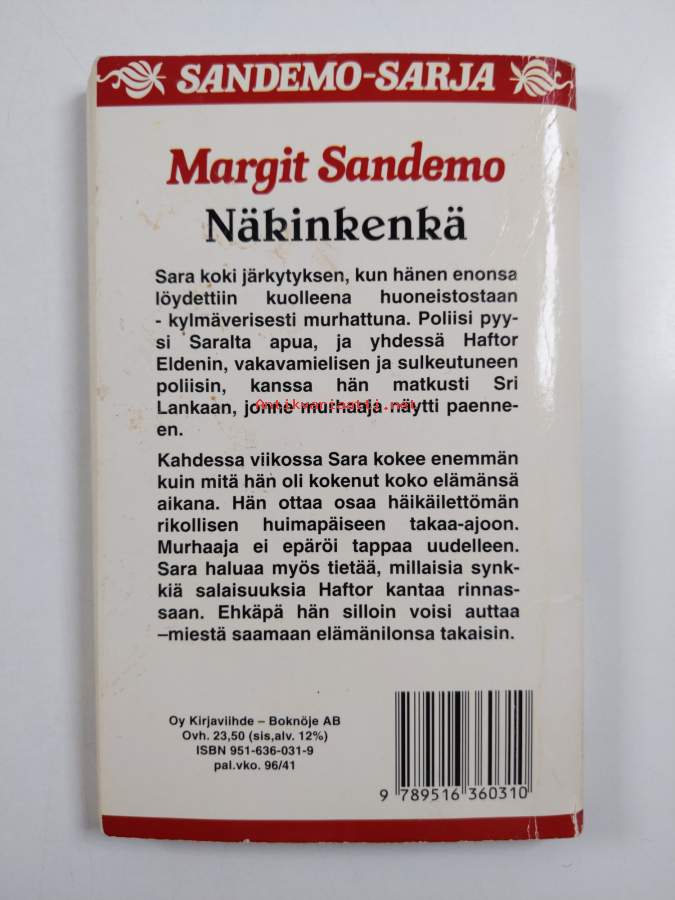 SANDEMO-SARJA
Margit Sandemo
Näkinkenkä
Sara koki järkytyksen, kun hänen enonsa
löydettiin kuolleena huoneistostaan
- kylmäverisesti murhattuna. Poliisi pyy-
si Saralta apua, ja yhdessä Haftor
Eldenin, vakavamielisen ja sulkeutuneen
poliisin, kanssa hän matkusti Sri
Lankaan, jonne murhaaja näytti paenne-
en.
Antikvariaatti.net
Kahdessa viikossa Sara kokee enemmän
kuin mitä hän oli kokenut koko elämänsä
aikana. Hän ottaa osaa häikäilettömän
rikollisen huimapäiseen takaa-ajoon.
Murhaaja ei epäröi tappaa uudelleen.
Sara haluaa myös tietää, millaisia synk-
kiä salaisuuksia Haftor kantaa rinnas-
saan. Ehkäpä hän silloin voisi auttaa
–miestä saamaan elämänilonsa takaisin.
Oy Kirjaviihde – Boknöje AB
Ovh. 23,50 (sis,alv. 12%)
ISBN 951-636-031-9
pal.vko. 96/41
9 789516 360310